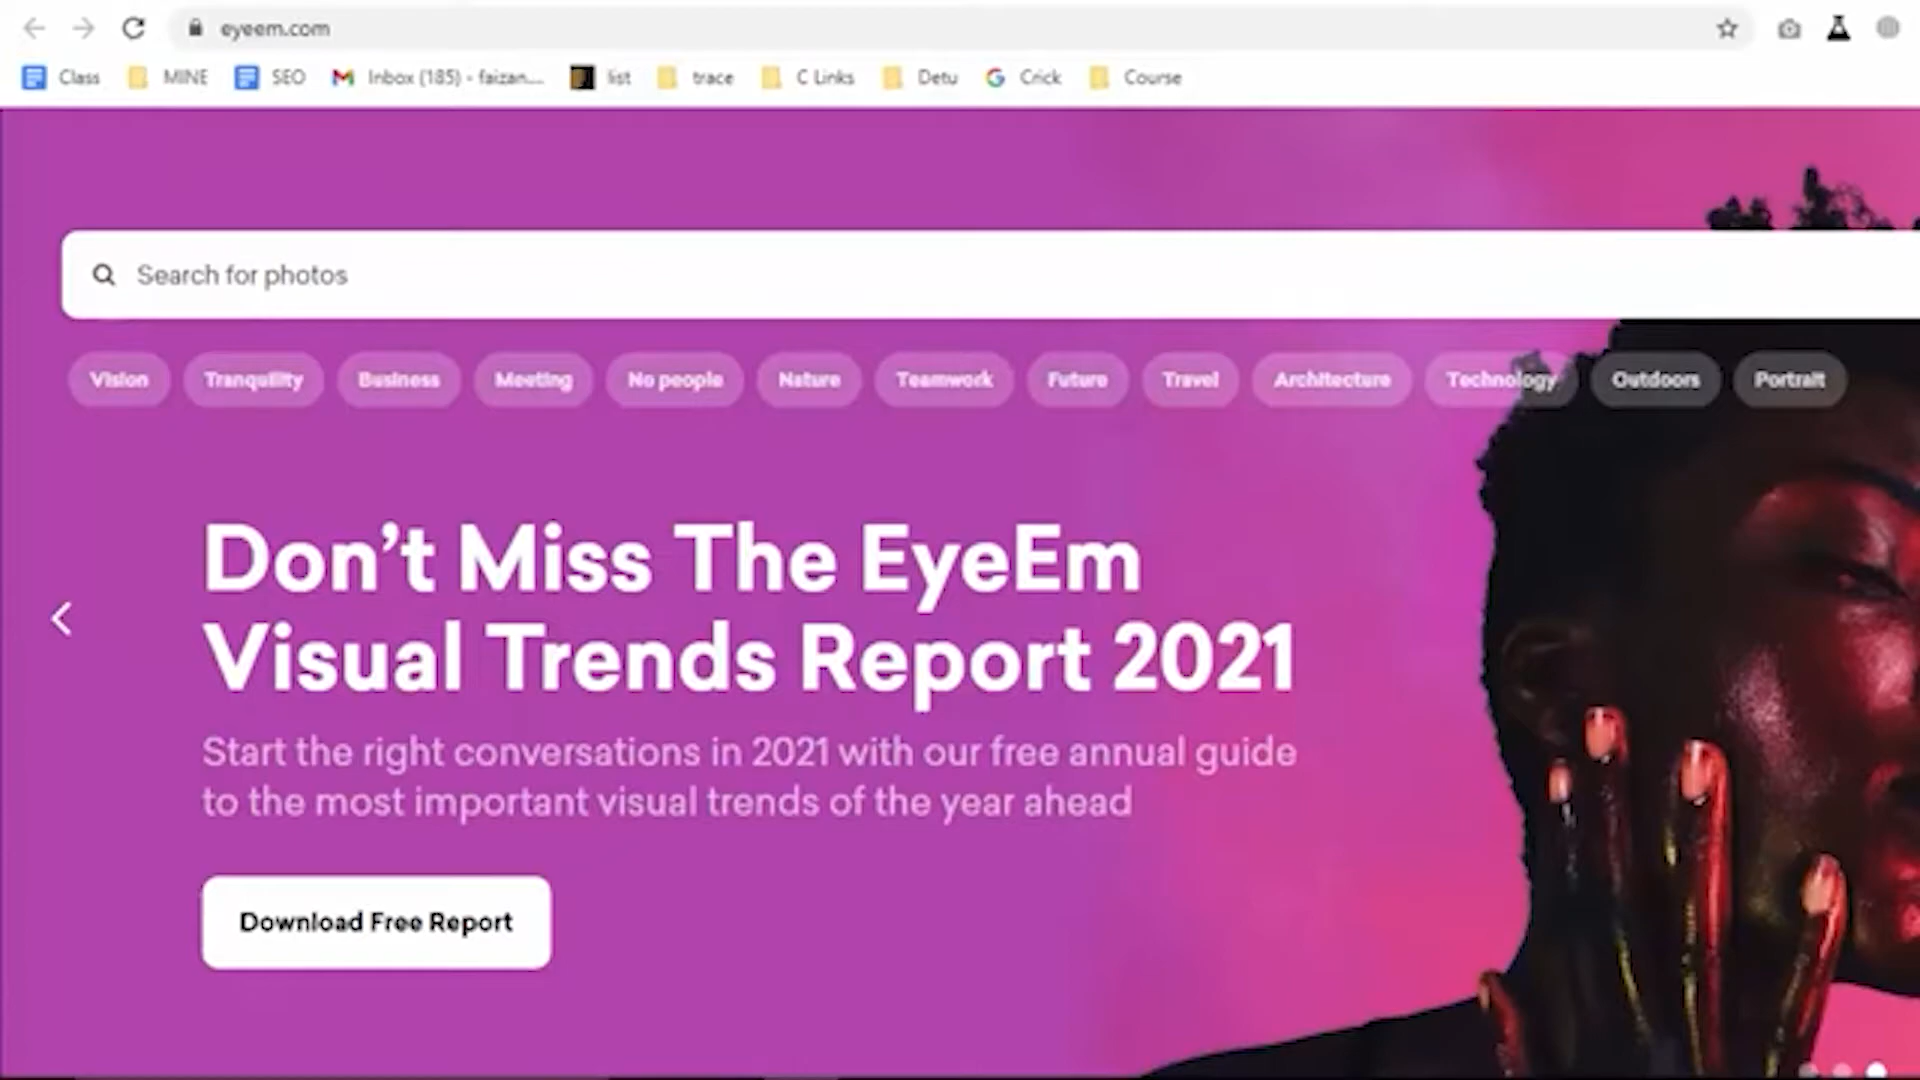 eyeem.com
Class MINE SEO Inbox (185) - faizan.... list trace C Links Detu Crick Course
Search for photos
Vision Tranquility Business Meeting No people Nature Teamwork Future Travel Architecture Technology Outdoors Portrait
Don’t Miss The EyeEm
Visual Trends Report 2021
Start the right conversations in 2021 with our free annual guide
to the most important visual trends of the year ahead
Download Free Report